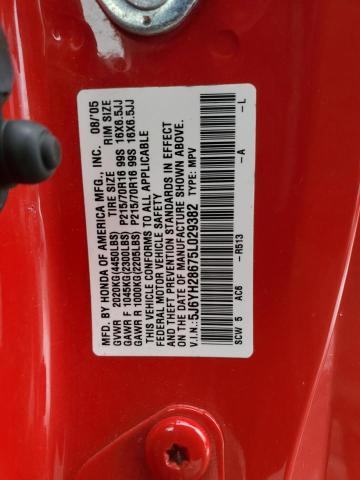 MFD. BY HONDA OF AMERICA MFG., INC. 08/'05
TIRE SIZE RIM SIZE
GVWR 2020KG(4450LBS)
GAWR F 1045KG(2300LBS) P215/70R16 99S 16X6.5JJ
GAWR R 1000KG(2205LBS) P215/70R16 99S 16X6.5JJ
THIS VEHICLE CONFORMS TO ALL APPLICABLE
FEDERAL MOTOR VEHICLE SAFETY
AND THEFT PREVENTION STANDARDS IN EFFECT
ON THE DATE OF MANUFACTURE SHOWN ABOVE.
V.I.N.: 5J6YH28675L029382 TYPE: MPV
SCW 5 AC6 -R513 -A -L